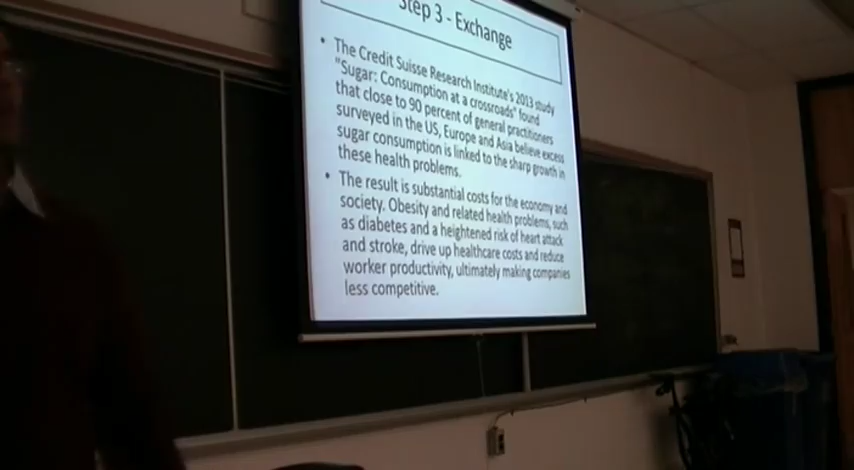 Step 3 - Exchange
• The Credit Suisse Research Institute's 2013 study
"Sugar: Consumption at a crossroads" found
that close to 90 percent of general practitioners
surveyed in the US, Europe and Asia believe excess
sugar consumption is linked to the sharp growth in
these health problems.
• The result is substantial costs for the economy and
society. Obesity and related health problems, such
as diabetes and a heightened risk of heart attack
and stroke, drive up healthcare costs and reduce
worker productivity, ultimately making companies
less competitive.